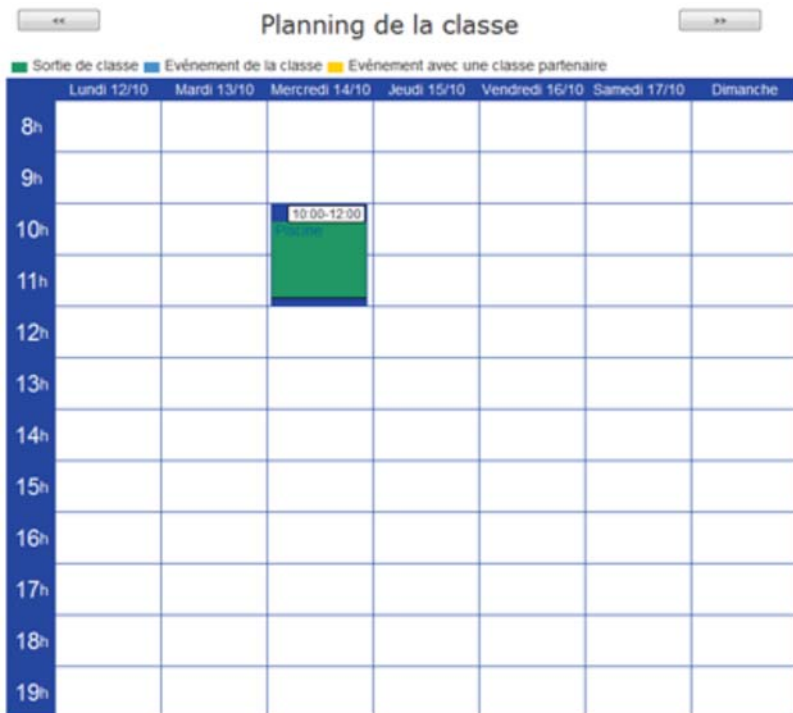 << Planning de la classe >>
Sortie de classe Evénement de la classe Evénement avec une classe partenaire
Lundi 12/10 Mardi 13/10 Mercredi 14/10 Jeudi 15/10 Vendredi 16/10 Samedi 17/10 Dimanche
8h
9h
10:00-12:00
10h Piscine
11h
12h
13h
14h
15h
16h
17h
18h
19h